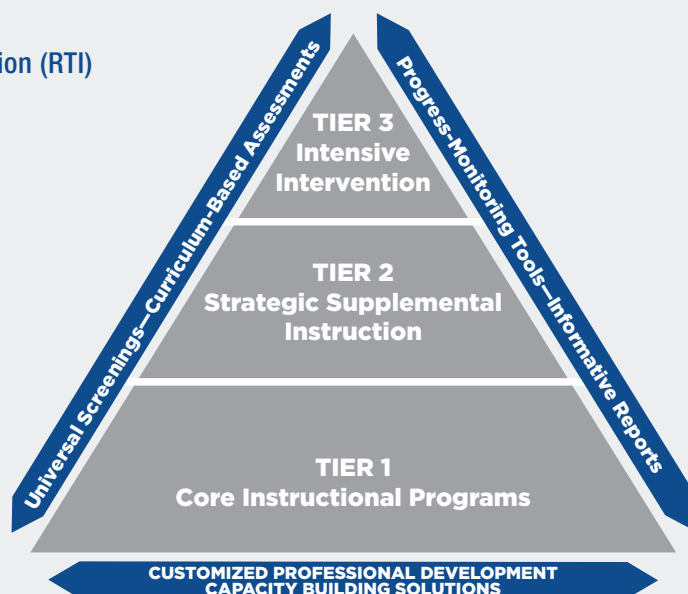 ion (RTI)
Universal Screenings—Curriculum-Based Assessments
Progress-Monitoring Tools—Informative Reports
TIER 3
Intensive
Intervention
TIER 2
Strategic Supplemental
Instruction
TIER 1
Core Instructional Programs
CUSTOMIZED PROFESSIONAL DEVELOPMENT
CAPACITY BUILDING SOLUTIONS